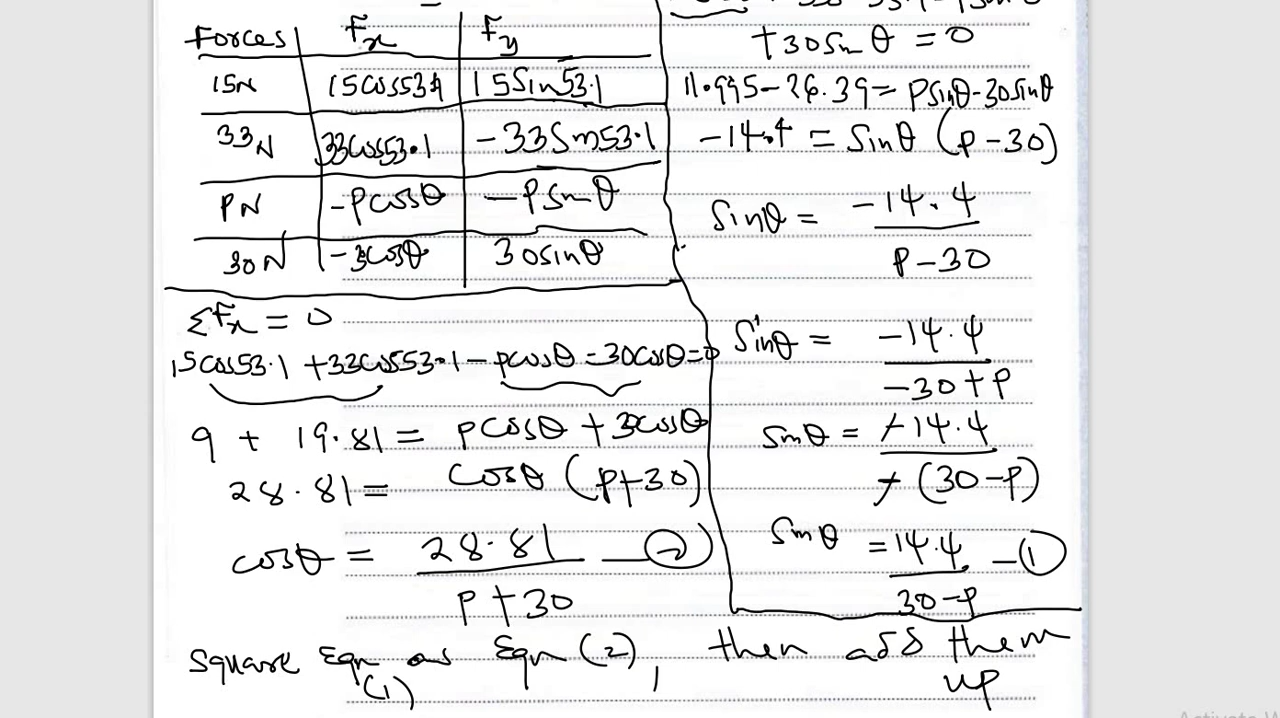 Forces Fx Fy
15N 15cos53.1 15Sin53.1
33N 33cos53.1 -33Sin53.1
PN -Pcosθ -PSinθ
30N -3cosθ 30sinθ
ΣFx = 0
15cos53.1 + 33cos53.1 - pcosθ = 30cosθ = 0
9 + 19.81 = pcosθ + 3cosθ
28.81 = cosθ (p+30)
cosθ = 28.81 / p+30 — (2)
+30Sinθ = 0
11.995 - 26.39 = PSinθ - 30sinθ
-14.4 = Sinθ (P-30)
Sinθ = -14.4 / P-30
Sinθ = -14.4 / -30+P
Sinθ = -14.4 / -(30-P)
Sinθ = 14.4 / 30-P — (1)
Square Eqn (1) and Eqn (2), then add them up